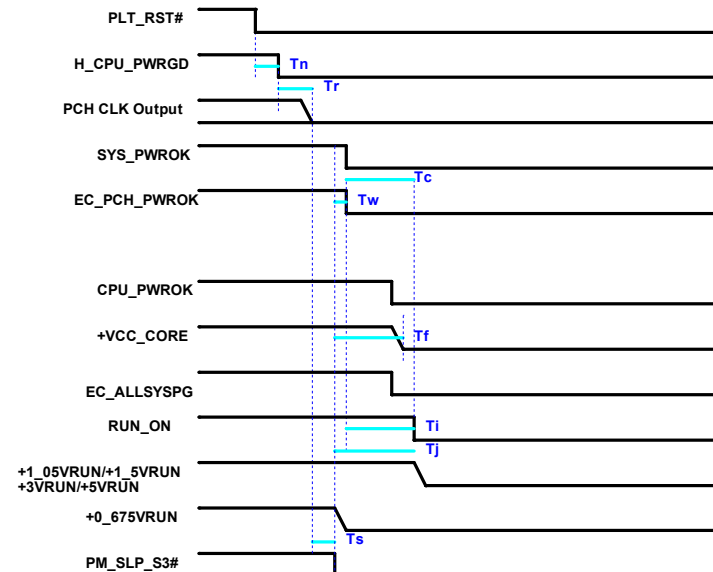 PLT_RST#
H_CPU_PWRGD
Tn
Tr
PCH CLK Output
SYS_PWROK
Tc
EC_PCH_PWROK
Tw
CPU_PWROK
+VCC_CORE
Tf
EC_ALLSYSPG
RUN_ON
Ti
Tj
+1_05VRUN/+1_5VRUN
+3VRUN/+5VRUN
+0_675VRUN
Ts
PM_SLP_S3#